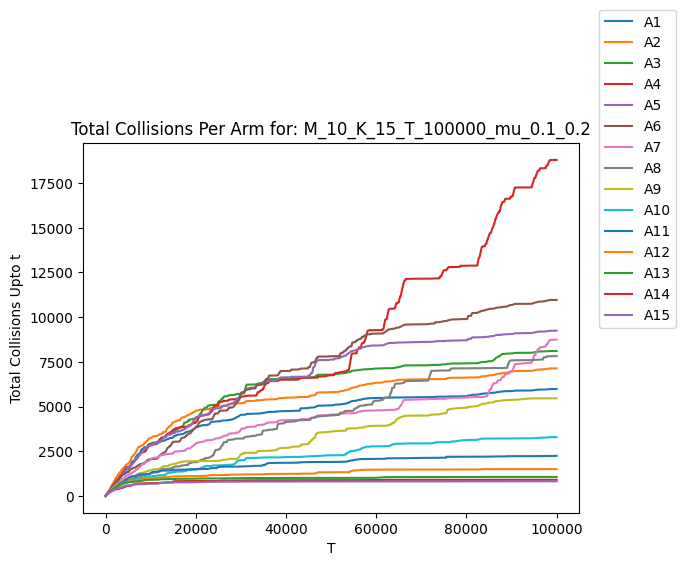 A1
A2
A3
A4
A5
A6
A7
A8
A9
A10
A11
A12
A13
A14
A15
Total Collisions Per Arm for: M_10_K_15_T_100000_mu_0.1_0.2
Total Collisions Upto t
17500
15000
12500
10000
7500
5000
2500
0
0 20000 40000 60000 80000 100000
T